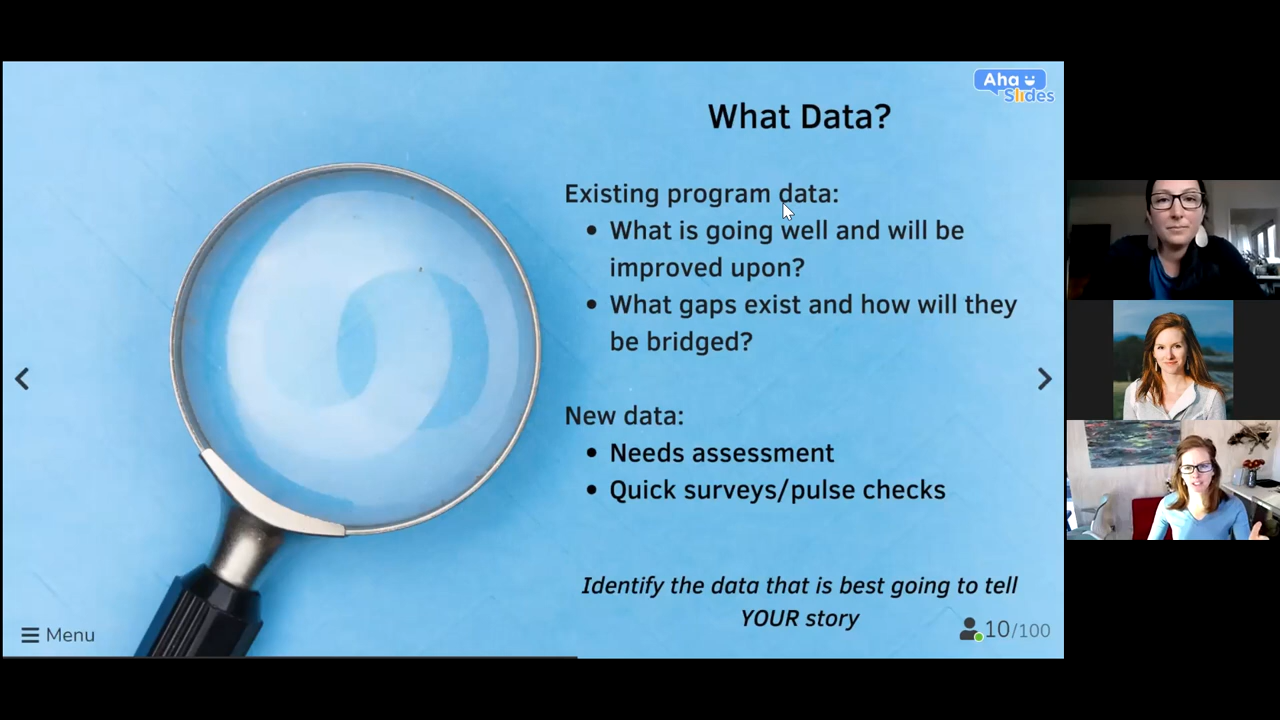 Aha
Slides
What Data?
Existing program data:
• What is going well and will be
improved upon?
• What gaps exist and how will they
be bridged?
New data:
• Needs assessment
• Quick surveys/pulse checks
Identify the data that is best going to tell
YOUR story
Menu
10/100